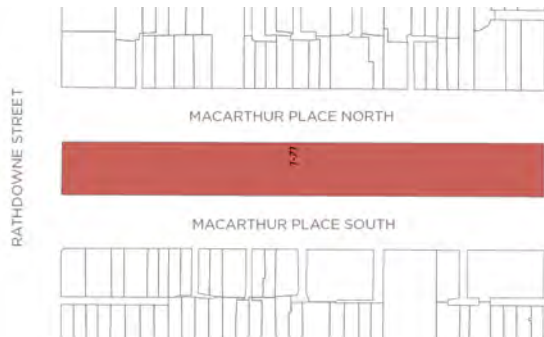 MACARTHUR PLACE NORTH
1-77
MACARTHUR PLACE SOUTH
RATHDOWNE STREET